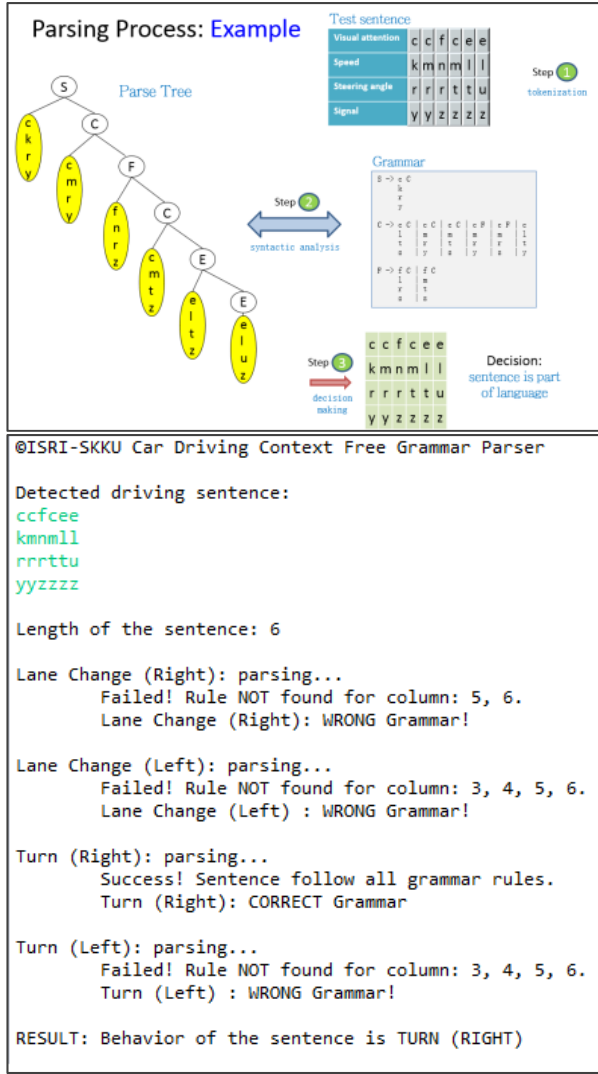 Parsing Process: Example
Test sentence
Visual attention c c f c e e
Speed k m n m l l
Steering angle r r r t t u
Signal y y z z z z
Step 1
tokenization
Parse Tree
S
C
F
C
E
E
c
k
r
y
c
m
r
y
f
n
r
z
c
m
t
z
e
l
t
z
e
l
u
z
Step 2
syntactic analysis
Grammar
Step 3
decision
making
c c f c e e
k m n m l l
r r r t t u
y y z z z z
Decision:
sentence is part
of language
©ISRI-SKKU Car Driving Context Free Grammar Parser
Detected driving sentence:
ccfcee
kmnmll
rrrttu
yyzzzz
Length of the sentence: 6
Lane Change (Right): parsing...
Failed! Rule NOT found for column: 5, 6.
Lane Change (Right): WRONG Grammar!
Lane Change (Left): parsing...
Failed! Rule NOT found for column: 3, 4, 5, 6.
Lane Change (Left) : WRONG Grammar!
Turn (Right): parsing...
Success! Sentence follow all grammar rules.
Turn (Right): CORRECT Grammar
Turn (Left): parsing...
Failed! Rule NOT found for column: 3, 4, 5, 6.
Turn (Left) : WRONG Grammar!
RESULT: Behavior of the sentence is TURN (RIGHT)